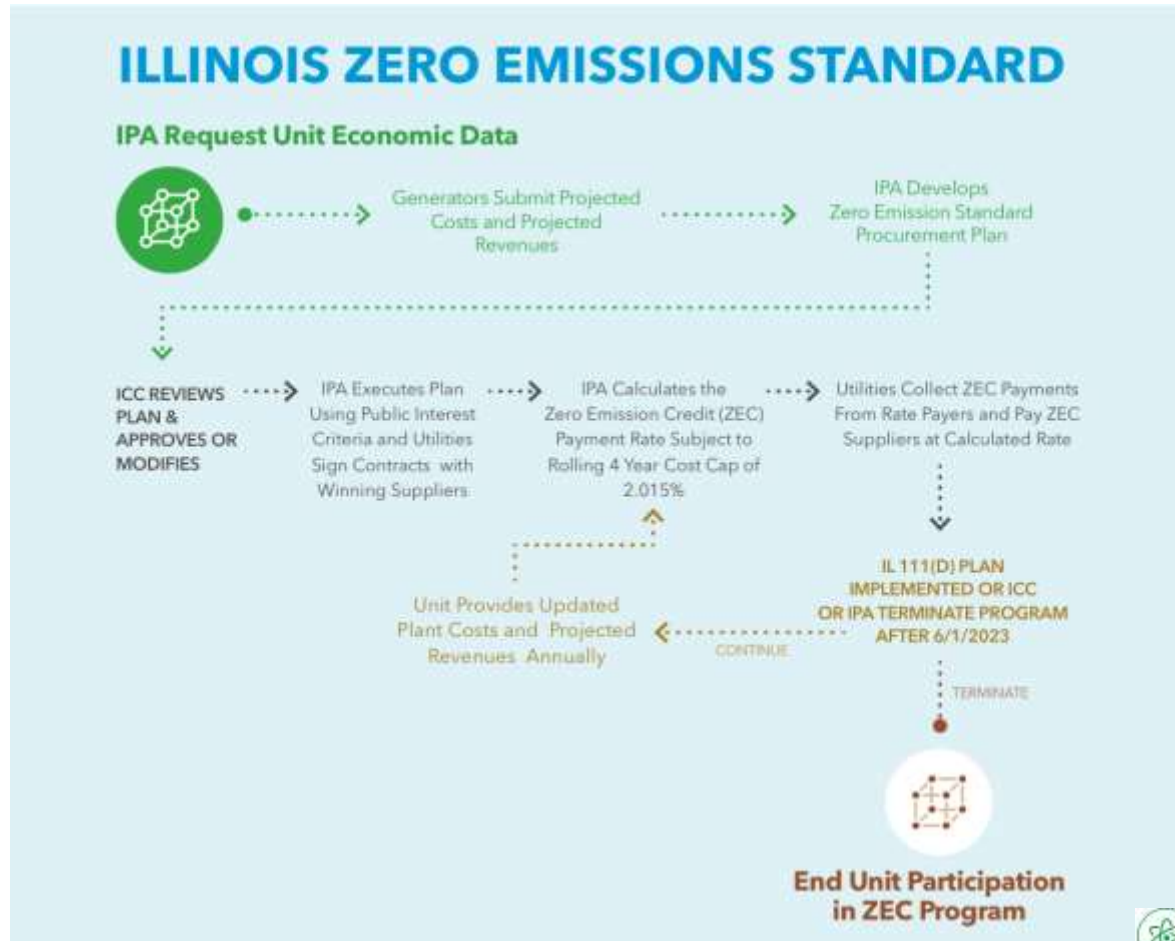 ILLINOIS ZERO EMISSIONS STANDARD
IPA Request Unit Economic Data
Generators Submit Projected
Costs and Projected
Revenues
IPA Develops
Zero Emission Standard
Procurement Plan
ICC REVIEWS
PLAN &
APPROVES OR
MODIFIES
IPA Executes Plan
Using Public Interest
Criteria and Utilities
Sign Contracts with
Winning Suppliers
IPA Calculates the
Zero Emission Credit (ZEC)
Payment Rate Subject to
Rolling 4 Year Cost Cap of
2.015%
Utilities Collect ZEC Payments
From Rate Payers and Pay ZEC
Suppliers at Calculated Rate
IL 111(D) PLAN
IMPLEMENTED OR ICC
OR IPA TERMINATE PROGRAM
AFTER 6/1/2023
CONTINUE
Unit Provides Updated
Plant Costs and Projected
Revenues Annually
TERMINATE
End Unit Participation
in ZEC Program